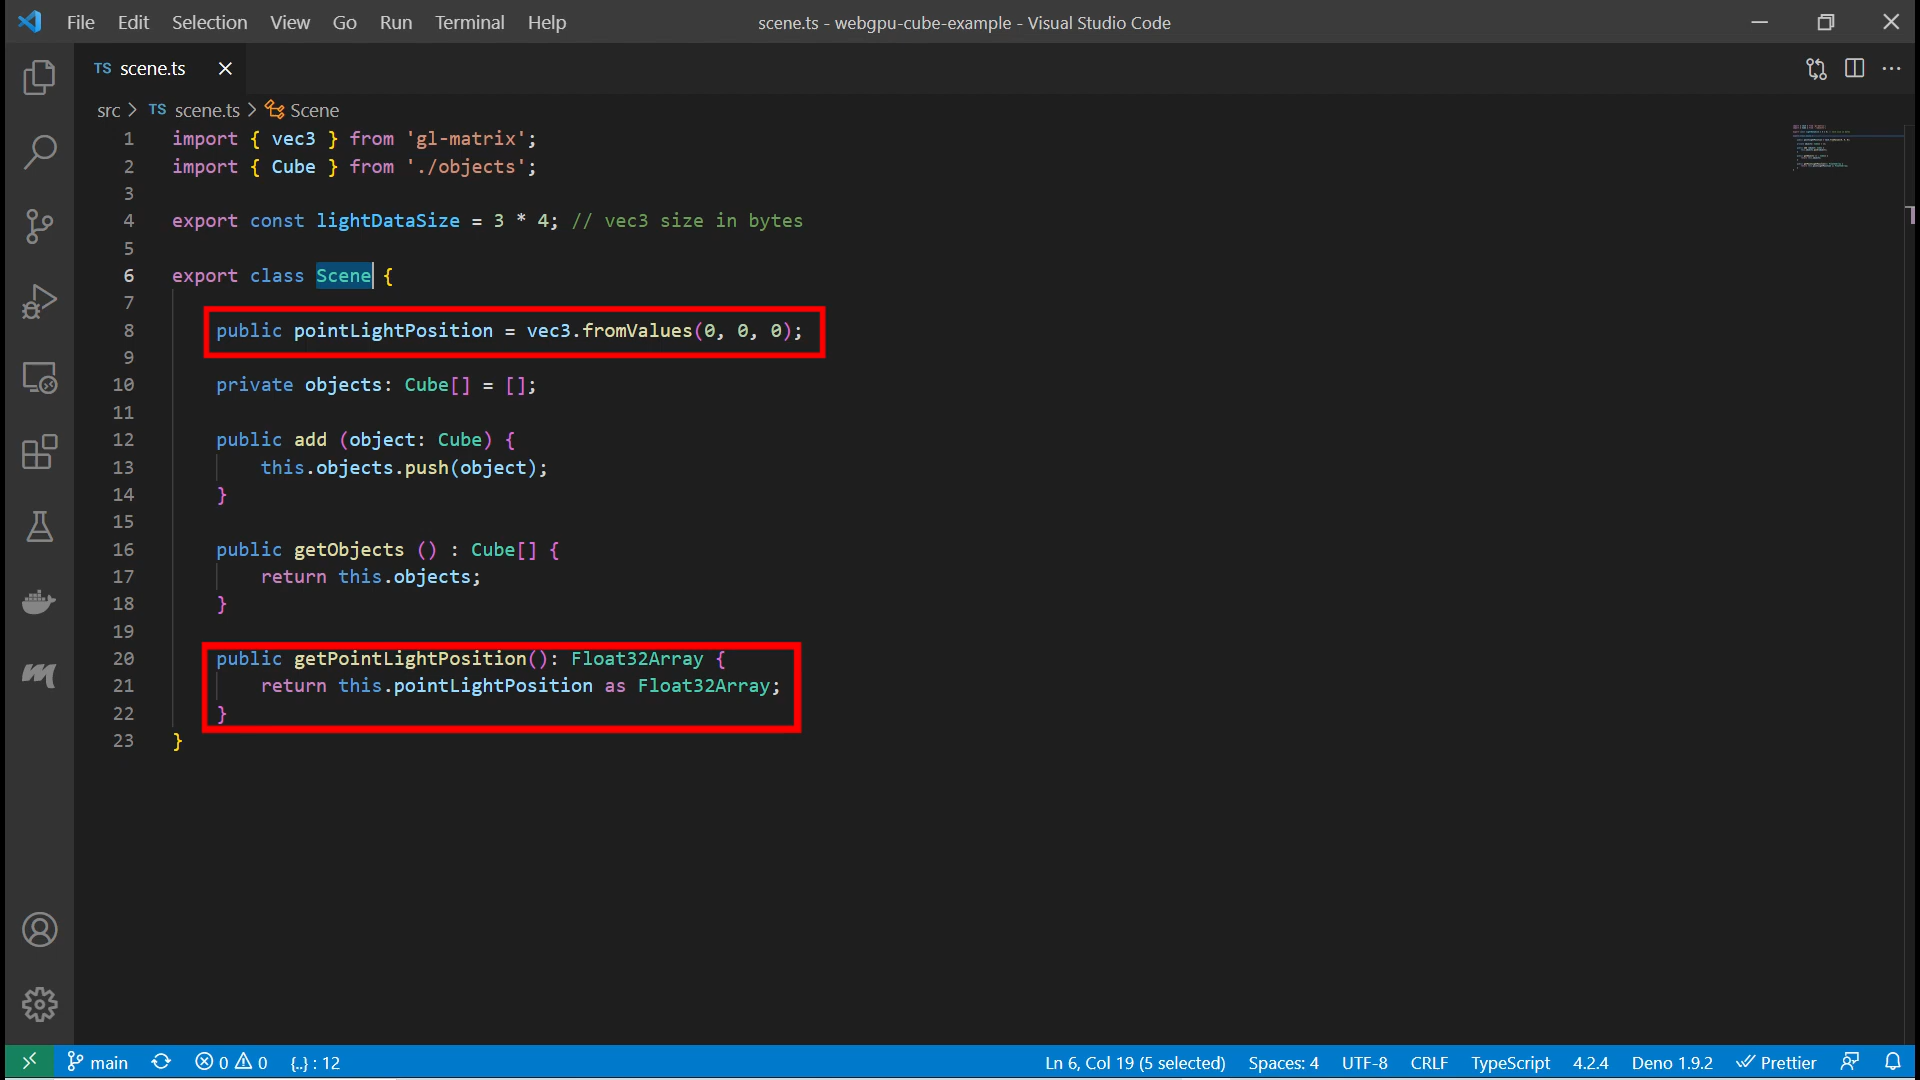 File Edit Selection View Go Run Terminal Help
scene.ts - webgpu-cube-example - Visual Studio Code
TS scene.ts
src > TS scene.ts > Scene
1 import { vec3 } from 'gl-matrix';
2 import { Cube } from './objects';
3
4 export const lightDataSize = 3 * 4; // vec3 size in bytes
5
6 export class Scene {
7
8 public pointLightPosition = vec3.fromValues(0, 0, 0);
9
10 private objects: Cube[] = [];
11
12 public add (object: Cube) {
13 this.objects.push(object);
14 }
15
16 public getObjects () : Cube[] {
17 return this.objects;
18 }
19
20 public getPointLightPosition(): Float32Array {
21 return this.pointLightPosition as Float32Array;
22 }
23 }
main 0 0 {..} : 12 Ln 6, Col 19 (5 selected) Spaces: 4 UTF-8 CRLF TypeScript 4.2.4 Deno 1.9.2 Prettier